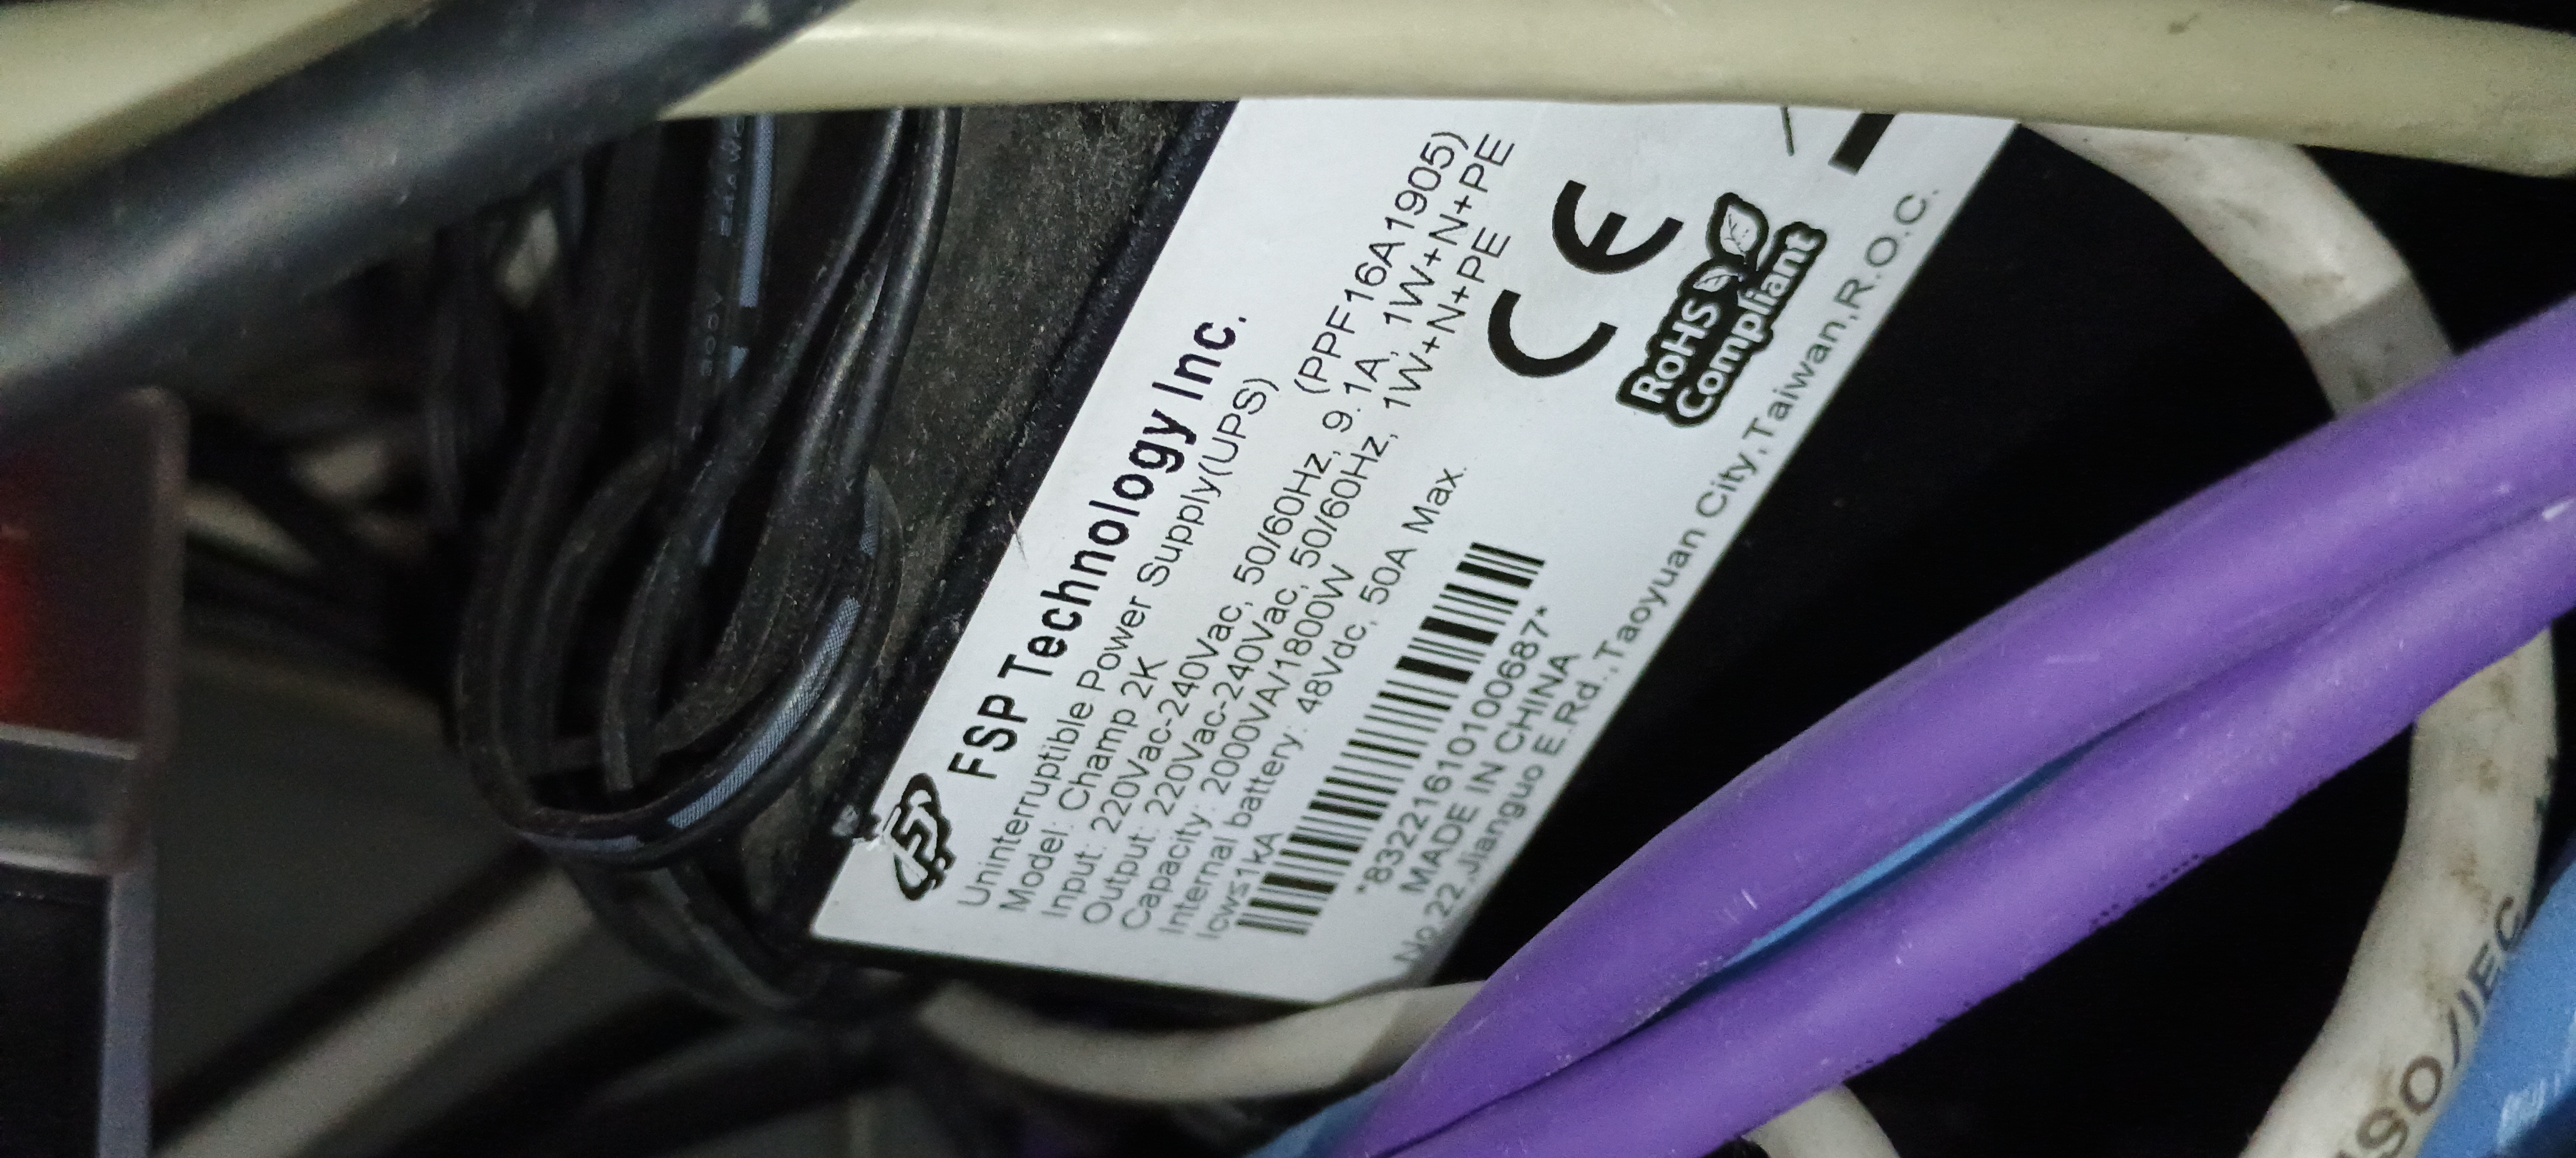 FSP
FSP Technology Inc.
Uninterruptible Power Supply(UPS)
Model: Champ 2K (PPF16A1905)
Input: 220Vac-240Vac, 50/60Hz, 9.1A, 1W+N+PE
Output: 220Vac-240Vac, 50/60Hz, 1W+N+PE
Capacity: 2000VA/1800W
Internal battery: 48Vdc, 50A Max.
Icw≤1kA
*83221610100687*
MADE IN CHINA
CE
RoHS
Compliant
No.22,Jianguo E.Rd.,Taoyuan City,Taiwan,R.O.C.
ISO/IEC